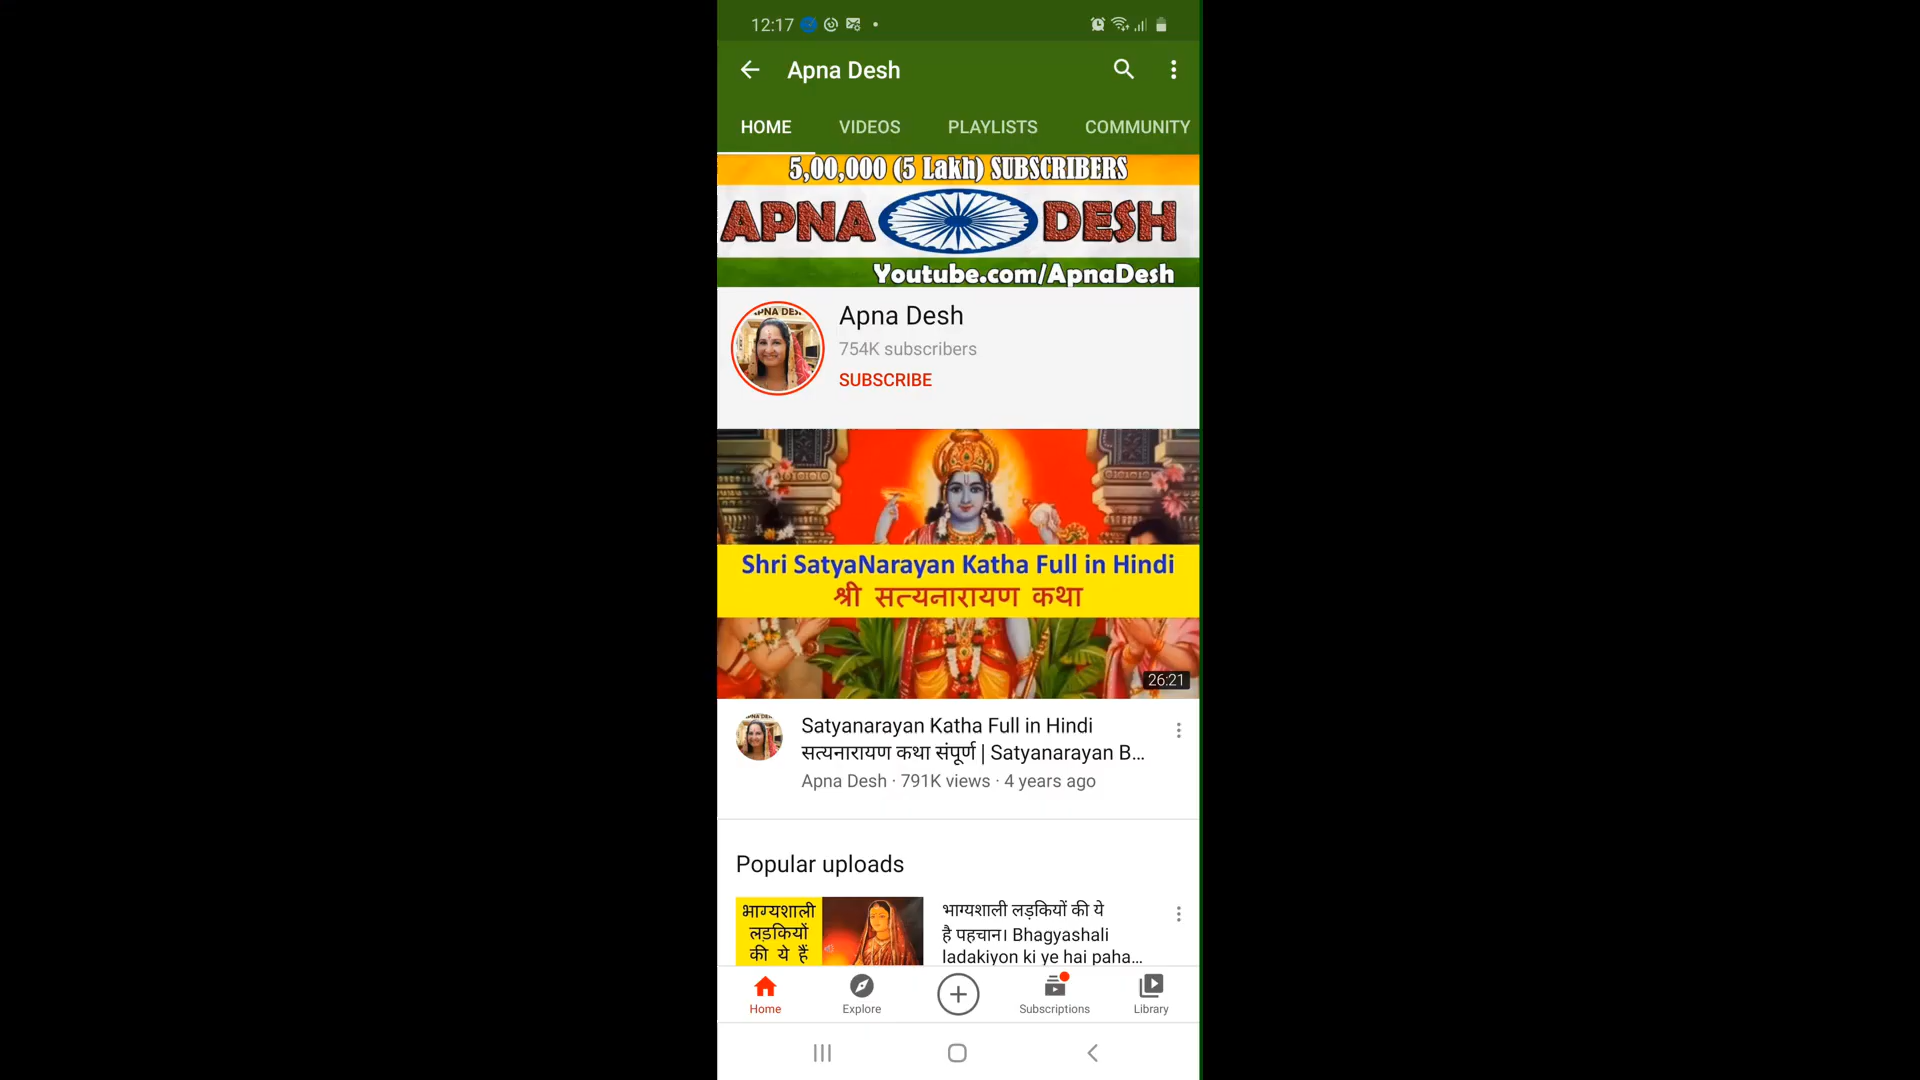 12:17
Apna Desh
HOME VIDEOS PLAYLISTS COMMUNITY
5,00,000 (5 Lakh) SUBSCRIBERS
APNA DESH
Youtube.com/ApnaDesh
Apna Desh
754K subscribers
SUBSCRIBE
Shri SatyaNarayan Katha Full in Hindi
श्री सत्यनारायण कथा
26:21
Satyanarayan Katha Full in Hindi
सत्यनारायण कथा संपूर्ण | Satyanarayan B...
Apna Desh · 791K views · 4 years ago
Popular uploads
भाग्यशाली
लड़कियों
की ये हैं
भाग्यशाली लड़कियों की ये
है पहचान। Bhagyashali
ladakiyon ki ye hai paha...
Home Explore Subscriptions Library